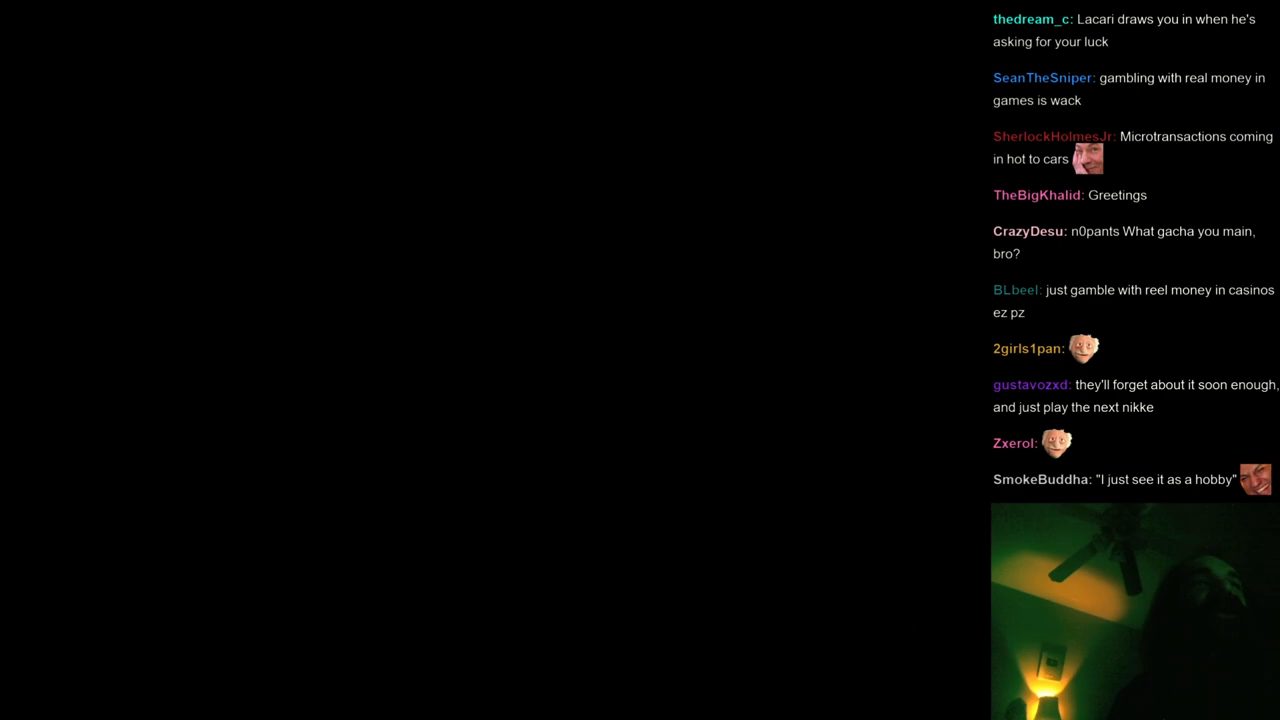 thedream_c: Lacari draws you in when he's
asking for your luck
SeanTheSniper: gambling with real money in
games is wack
SherlockHolmesJr: Microtransactions coming
in hot to cars
TheBigKhalid: Greetings
CrazyDesu: n0pants What gacha you main,
bro?
BLbeel: just gamble with reel money in casinos
ez pz
2girls1pan:
gustavozxd: they'll forget about it soon enough,
and just play the next nikke
Zxerol:
SmokeBuddha: "I just see it as a hobby"